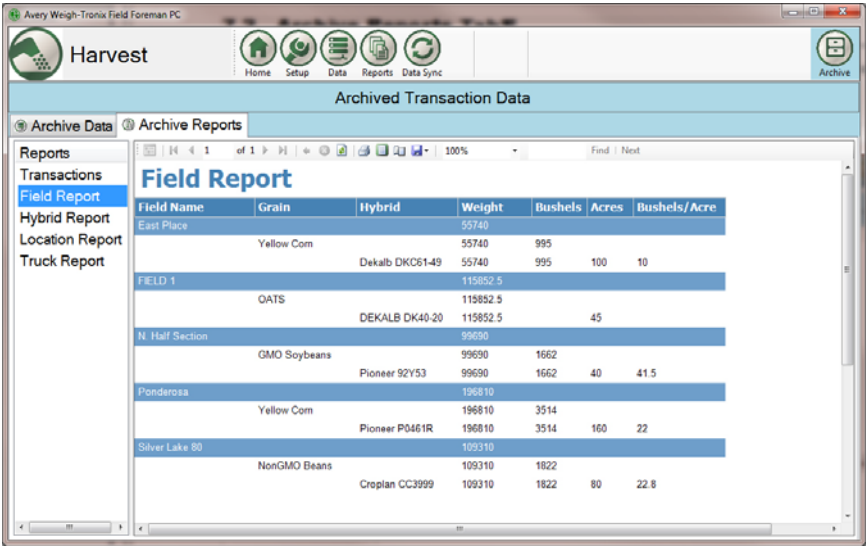 Avery Weigh-Tronix Field Foreman PC
Harvest
Home Setup Data Reports Data Sync
Archive
Archived Transaction Data
Archive Data Archive Reports
Reports
Transactions
Field Report
Hybrid Report
Location Report
Truck Report
1 of 1 100% Find | Next
Field Report
Field Name Grain Hybrid Weight Bushels Acres Bushels/Acre
East Place 55740
Yellow Corn 55740 995
Dekalb DKC61-49 55740 995 100 10
FIELD 1 115852.5
OATS 115852.5
DEKALB DK40-20 115852.5 45
N. Half Section 99690
GMO Soybeans 99690 1662
Pioneer 92Y53 99690 1662 40 41.5
Ponderosa 196810
Yellow Corn 196810 3514
Pioneer P0461R 196810 3514 160 22
Silver Lake 80 109310
NonGMO Beans 109310 1822
Croplan CC3999 109310 1822 80 22.8